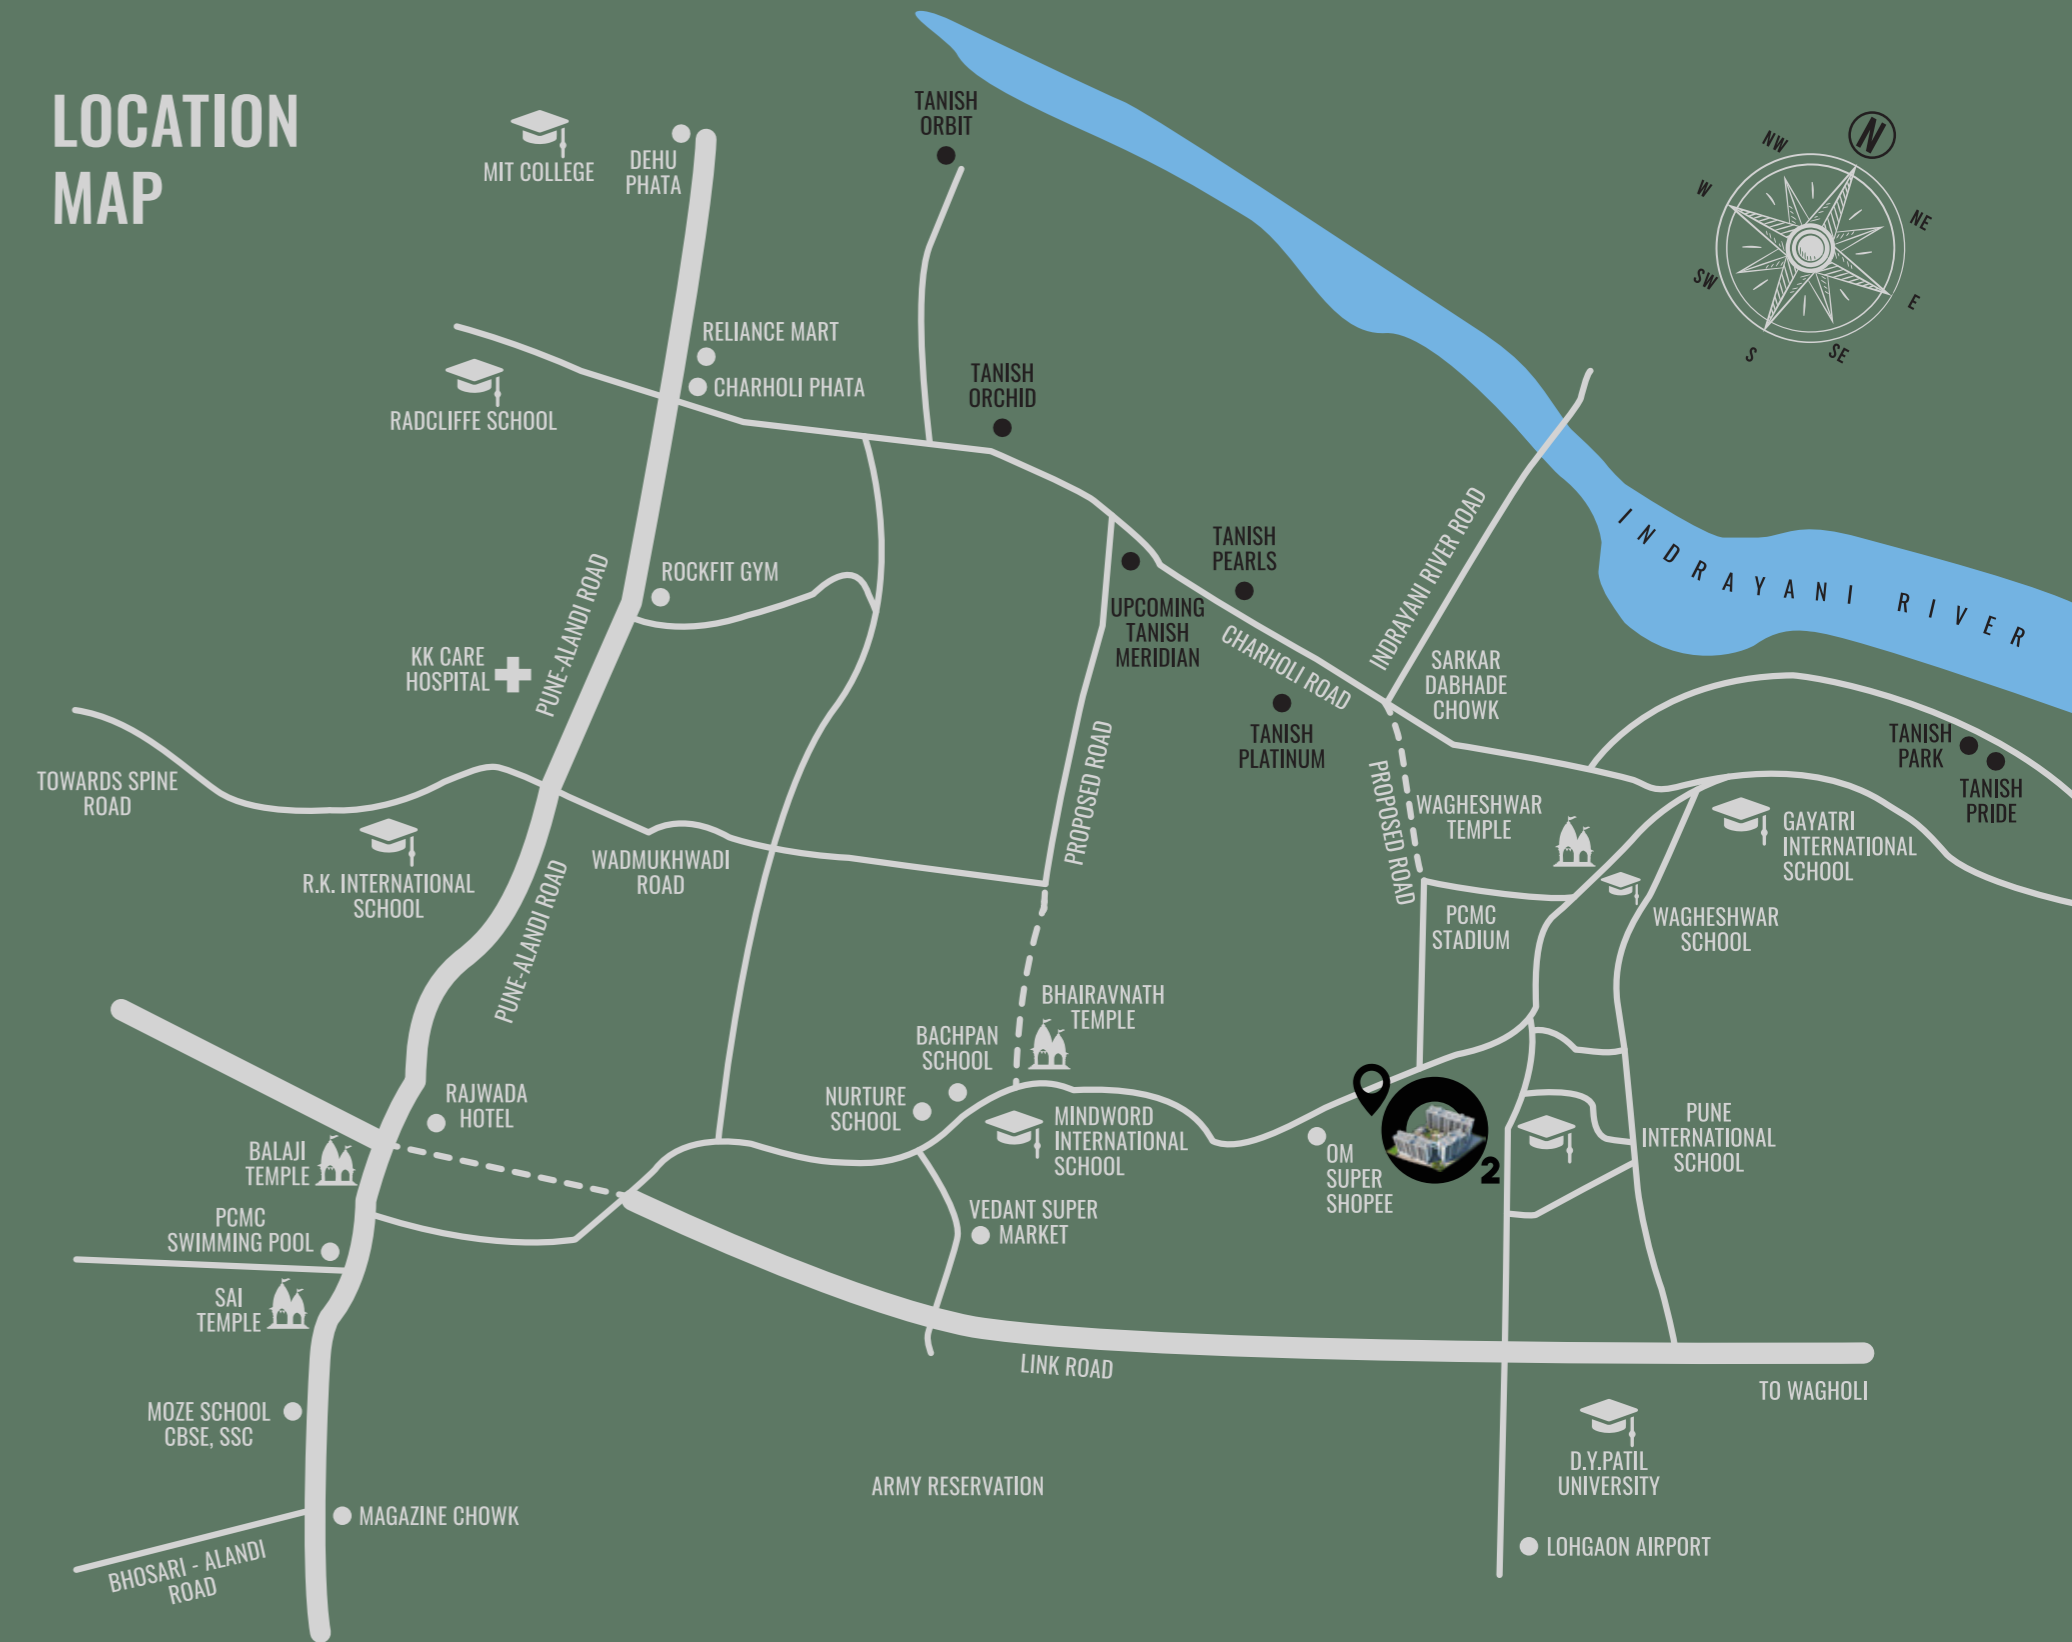 LOCATION
MAP
MIT COLLEGE
DEHU
PHATA
TANISH
ORBIT
N
NW
W
NE
SW
E
S
SE
RELIANCE MART
CHARHOLI PHATA
RADCLIFFE SCHOOL
TANISH
ORCHID
INDRAYANI RIVER
PUNE-ALANDI ROAD
ROCKFIT GYM
KK CARE
HOSPITAL
TANISH
PEARLS
UPCOMING
TANISH
MERIDIAN
CHARHOLI ROAD
INDRAYANI RIVER ROAD
SARKAR
DABHADE
CHOWK
TANISH
PLATINUM
TANISH
PARK
TANISH
PRIDE
TOWARDS SPINE
ROAD
R.K. INTERNATIONAL
SCHOOL
PUNE-ALANDI ROAD
WADMUKHWADI
ROAD
PROPOSED ROAD
PROPOSED ROAD
WAGHESHWAR
TEMPLE
GAYATRI
INTERNATIONAL
SCHOOL
PCMC
STADIUM
WAGHESHWAR
SCHOOL
BHAIRAVNATH
TEMPLE
BACHPAN
SCHOOL
NURTURE
SCHOOL
MINDWORD
INTERNATIONAL
SCHOOL
RAJWADA
HOTEL
BALAJI
TEMPLE
OM
SUPER
SHOPEE
2
PUNE
INTERNATIONAL
SCHOOL
PCMC
SWIMMING POOL
VEDANT SUPER
MARKET
SAI
TEMPLE
LINK ROAD
TO WAGHOLI
MOZE SCHOOL
CBSE, SSC
ARMY RESERVATION
D.Y.PATIL
UNIVERSITY
MAGAZINE CHOWK
LOHGAON AIRPORT
BHOSARI - ALANDI
ROAD